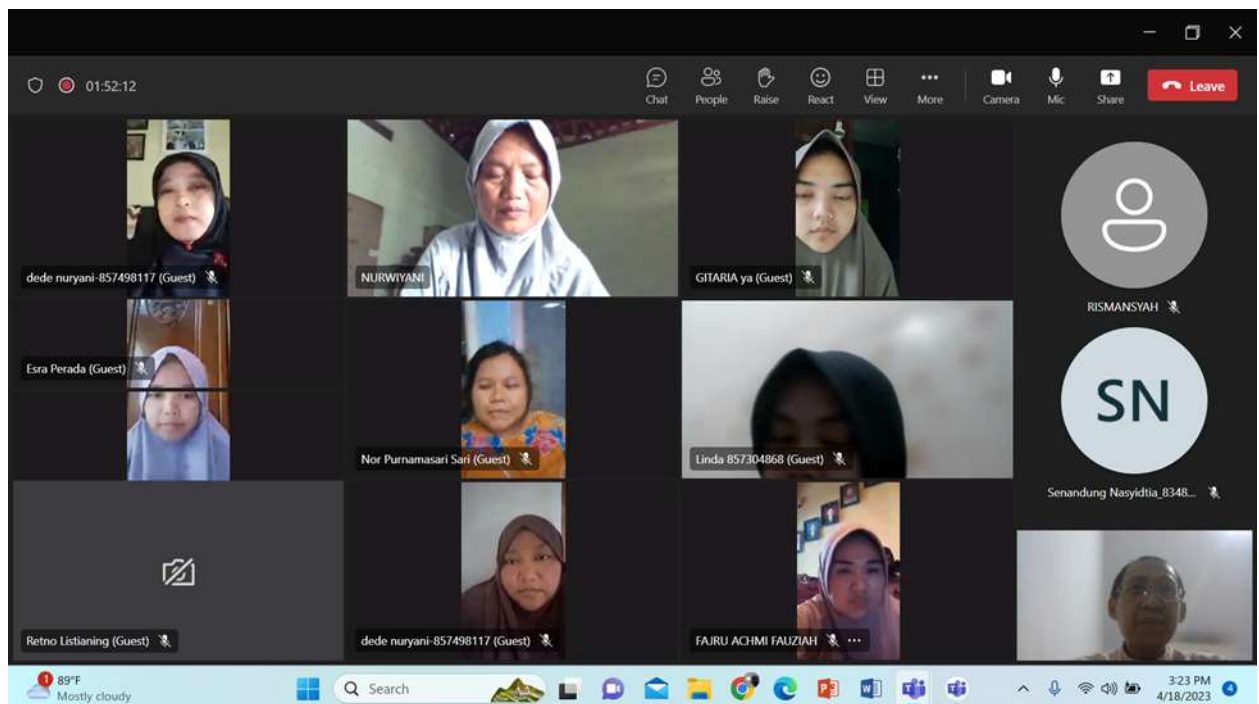 01:52:12
Chat
People
Raise
React
View
More
Camera
Mic
Share
Leave
dede nuryani-857498117 (Guest)
NURWIYANI
GITARIA ya (Guest)
RISMANSYAH
Esra Perada (Guest)
Nor Purnamasari Sari (Guest)
Linda 857304868 (Guest)
SN
Senandung Nasyidtia_8348...
Retno Listianing (Guest)
dede nuryani-857498117 (Guest)
FAJRU ACHMI FAUZIAH
1
89°F
Mostly cloudy
Search
3:23 PM
4/18/2023
4